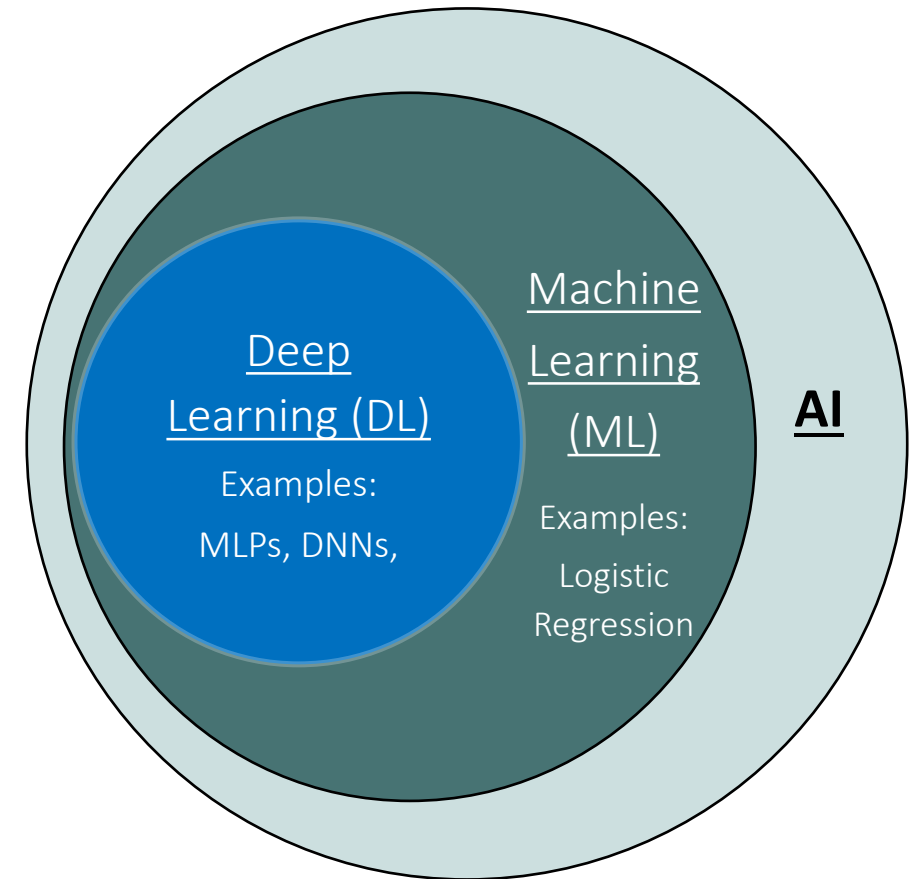 Deep
Learning (DL)
Examples:
MLPs, DNNs,
Machine
Learning
(ML)
Examples:
Logistic
Regression
AI